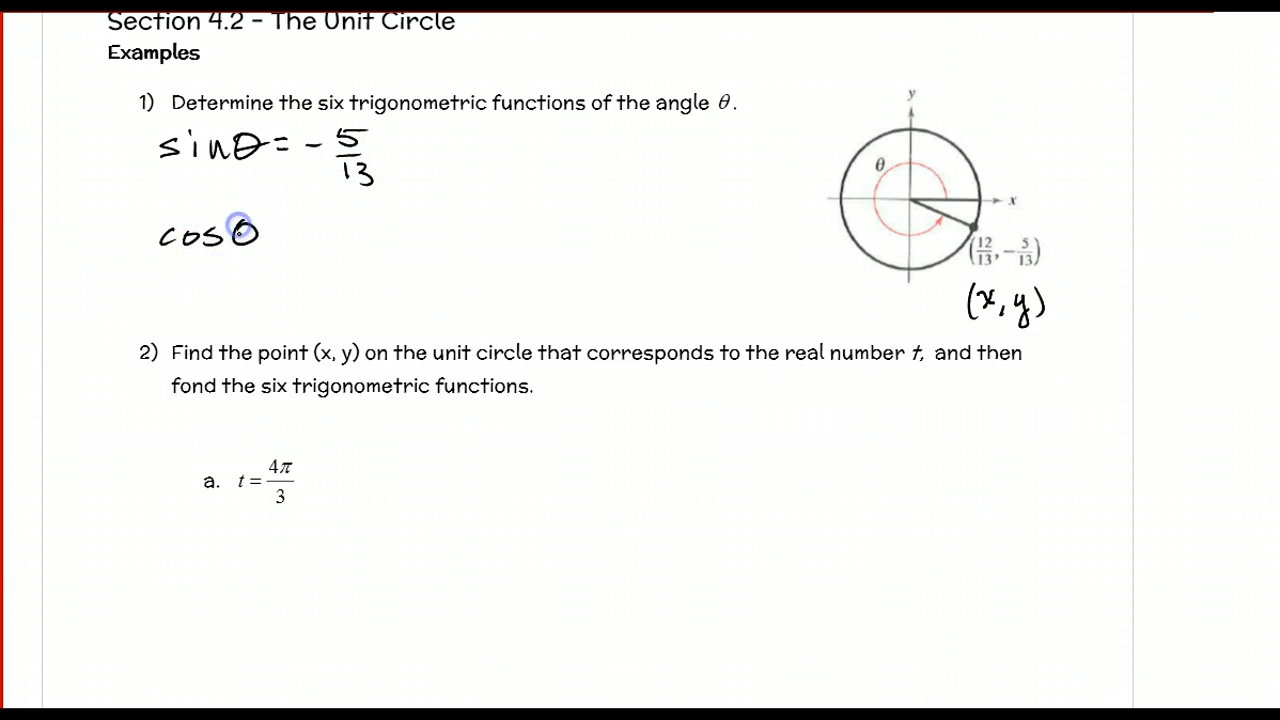 Section 4.2 – The Unit Circle
Examples
1) Determine the six trigonometric functions of the angle θ.
sinθ = - 5/13
cosθ
y
θ
x
(12/13, -5/13)
(x, y)
2) Find the point (x, y) on the unit circle that corresponds to the real number t, and then
fond the six trigonometric functions.
a. t = 4π/3